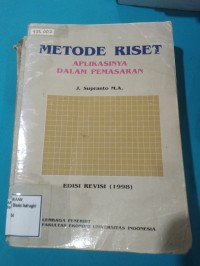 METODE RISET
APLIKASINYA
DALAM PEMASARAN
J. Supranto M.A.
EDISI REVISI (1998)
LEMBAGA PENERBIT
FAKULTAS EKONOMI UNIVERSITAS INDONESIA